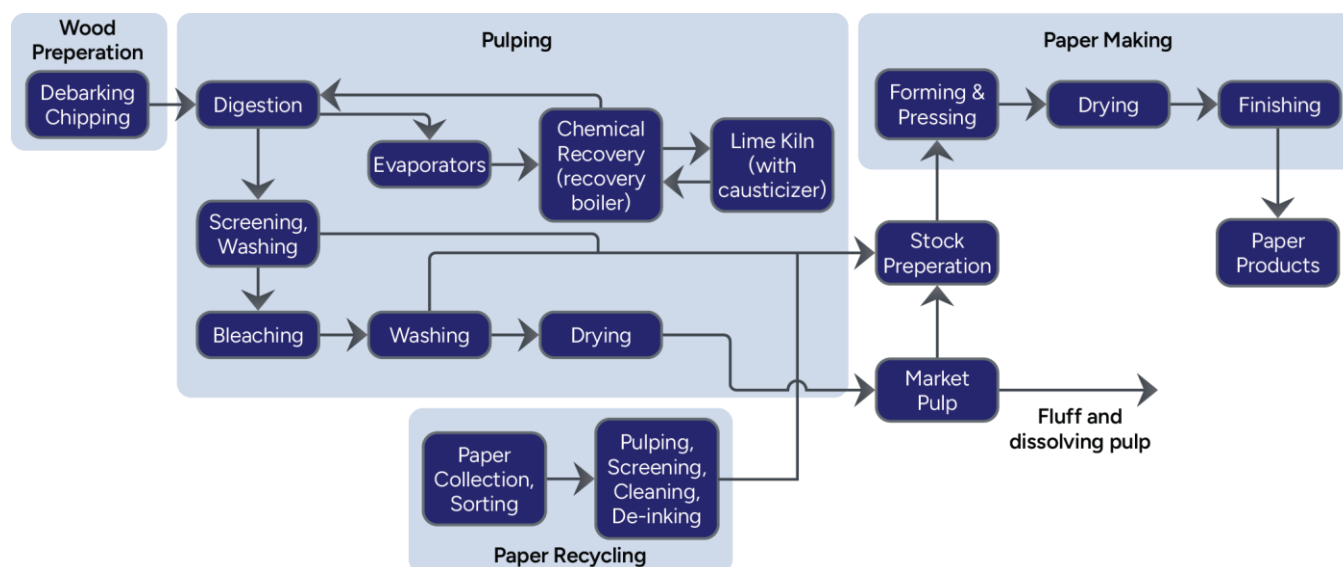 Wood
Preperation
Debarking
Chipping
Pulping
Digestion
Evaporators
Chemical
Recovery
(recovery
boiler)
Lime Kiln
(with
causticizer)
Screening,
Washing
Bleaching
Washing
Drying
Paper Making
Forming &
Pressing
Drying
Finishing
Stock
Preperation
Paper
Products
Market
Pulp
Fluff and
dissolving pulp
Paper
Collection,
Sorting
Pulping,
Screening,
Cleaning,
De-inking
Paper Recycling